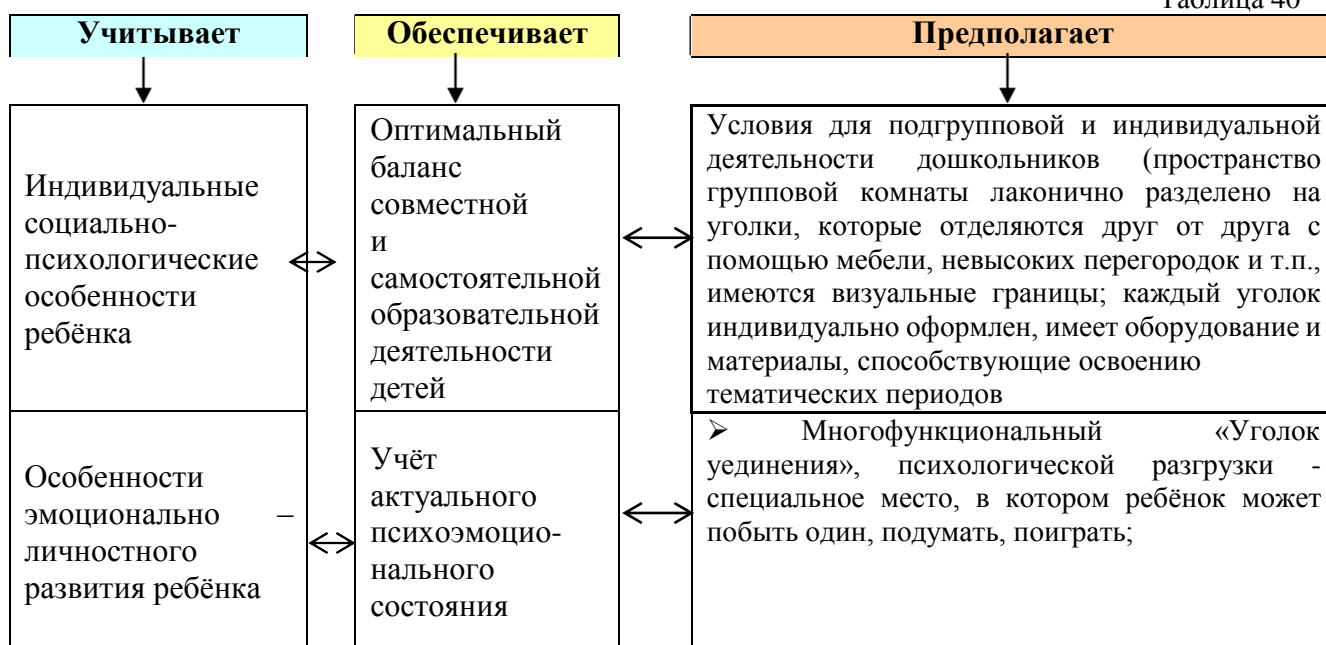 Таблица 40
Учитывает
Обеспечивает
Предполагает
Индивидуальные
социально-
психологические
особенности
ребёнка
Оптимальный
баланс
совместной
и
самостоятельной
образовательной
деятельности
детей
Условия для подгрупповой и индивидуальной
деятельности дошкольников (пространство
групповой комнаты лаконично разделено на
уголки, которые отделяются друг от друга с
помощью мебели, невысоких перегородок и т.п.,
имеются визуальные границы; каждый уголок
индивидуально оформлен, имеет оборудование и
материалы, способствующие освоению
тематических периодов
Особенности
эмоционально –
личностного
развития ребёнка
Учёт
актуального
психоэмоцио-
нального
состояния
➢ Многофункциональный «Уголок
уединения», психологической разгрузки -
специальное место, в котором ребёнок может
побыть один, подумать, поиграть;